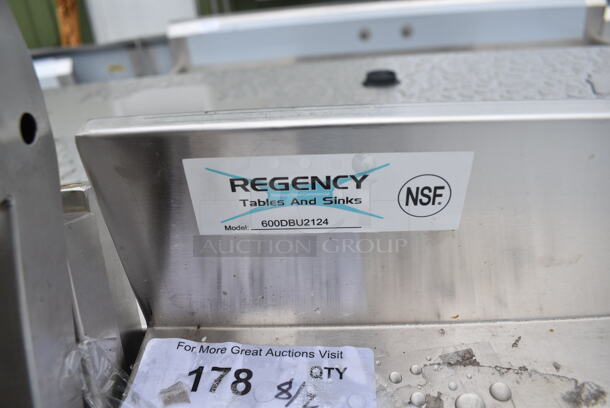 REGENCY
Tables And Sinks
Model: 600DBU2124
NSF.
AUCTION GROUP
For More Great Auctions Visit
178 QTY